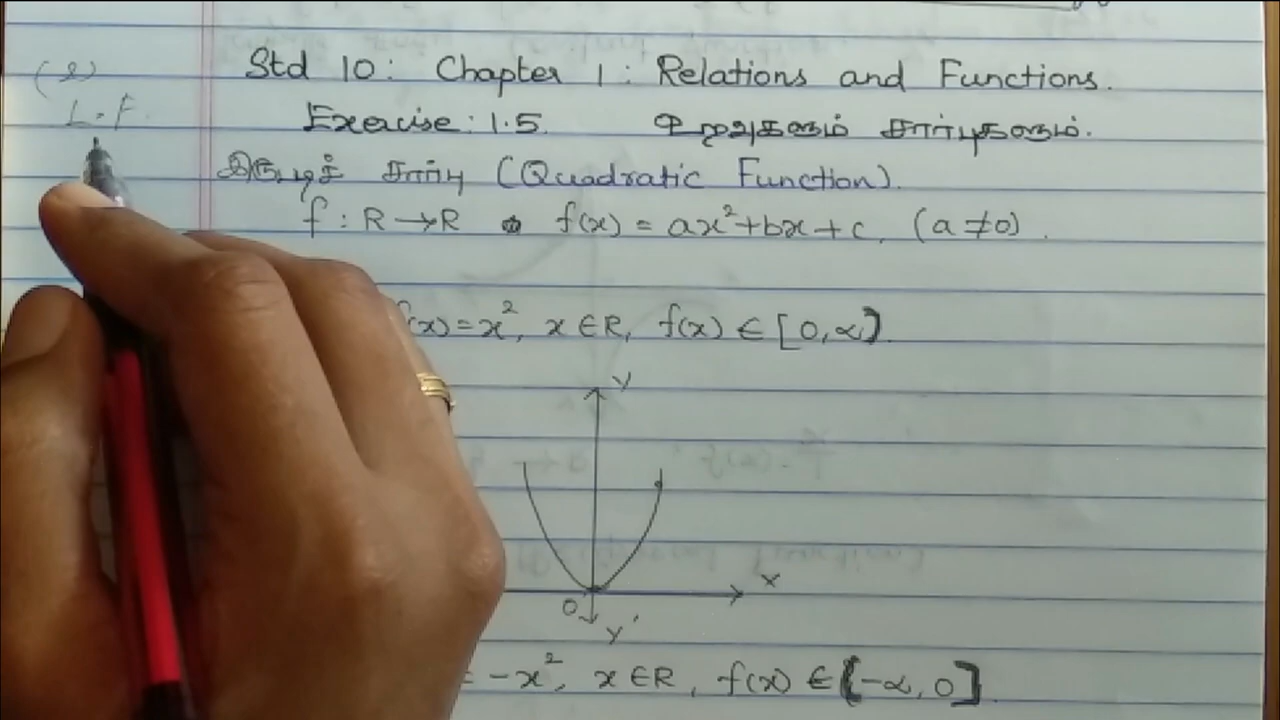 Std 10: Chapter 1: Relations and Functions.
(2)
L.F.
Exercise: 1.5 உறவுகளும் சார்புகளும்.
இருபடிச் சார்பு (Quadratic Function).
f : R → R f(x) = ax²+bx+c, (a ≠ 0).
f(x) = x², x ∈ R, f(x) ∈ [0, ∝)
Y
X
O
Y'
= -x², x ∈ R, f(x) ∈ (-∝, 0]